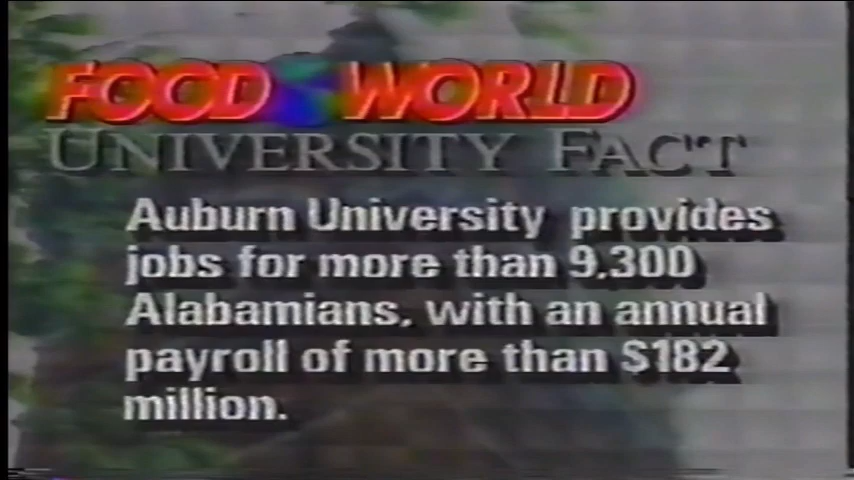 FOOD WORLD
UNIVERSITY FACT
Auburn University provides
jobs for more than 9,300
Alabamians, with an annual
payroll of more than $182
million.